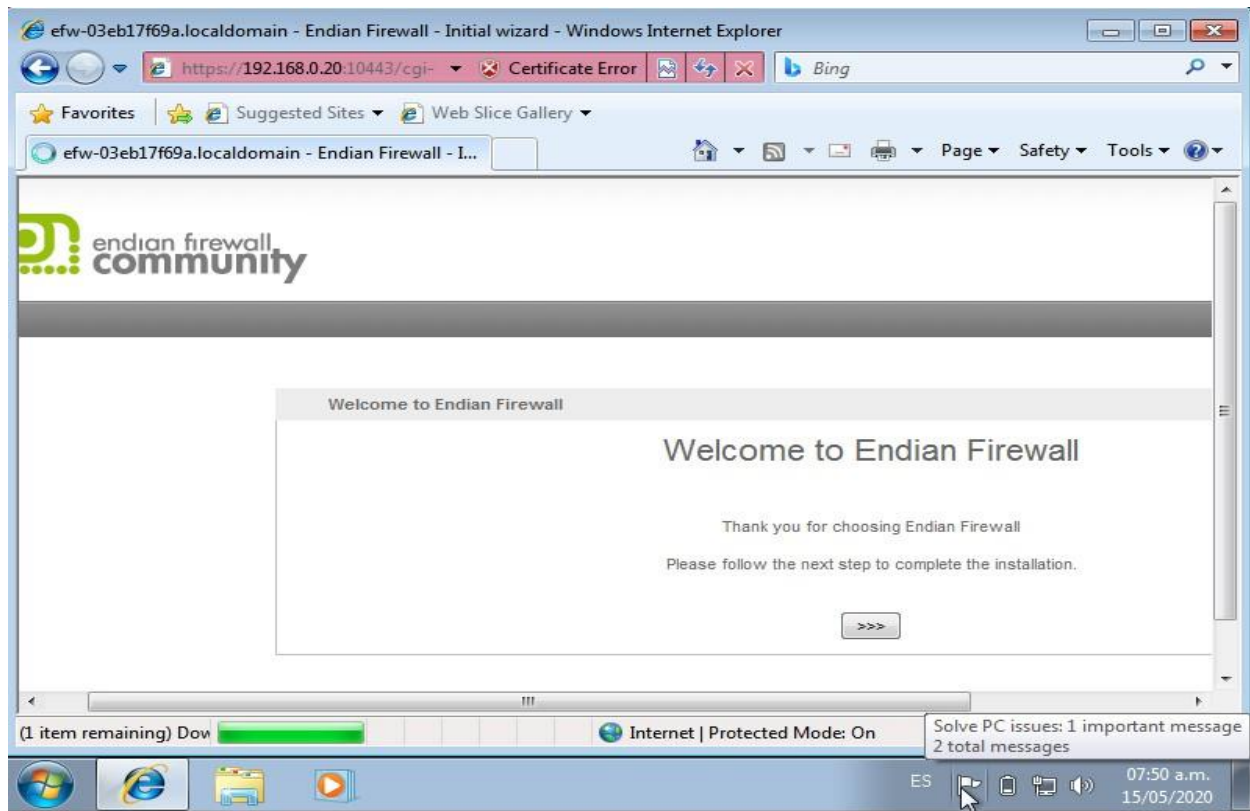 efw-03eb17f69a.localdomain - Endian Firewall - Initial wizard - Windows Internet Explorer
https://192.168.0.20:10443/cgi- Certificate Error Bing
Favorites Suggested Sites Web Slice Gallery
efw-03eb17f69a.localdomain - Endian Firewall - I... Page Safety Tools
endian firewall
community
Welcome to Endian Firewall
Welcome to Endian Firewall
Thank you for choosing Endian Firewall
Please follow the next step to complete the installation.
>>>
(1 item remaining) Dow Internet | Protected Mode: On
Solve PC issues: 1 important message
2 total messages
ES 07:50 a.m.
15/05/2020